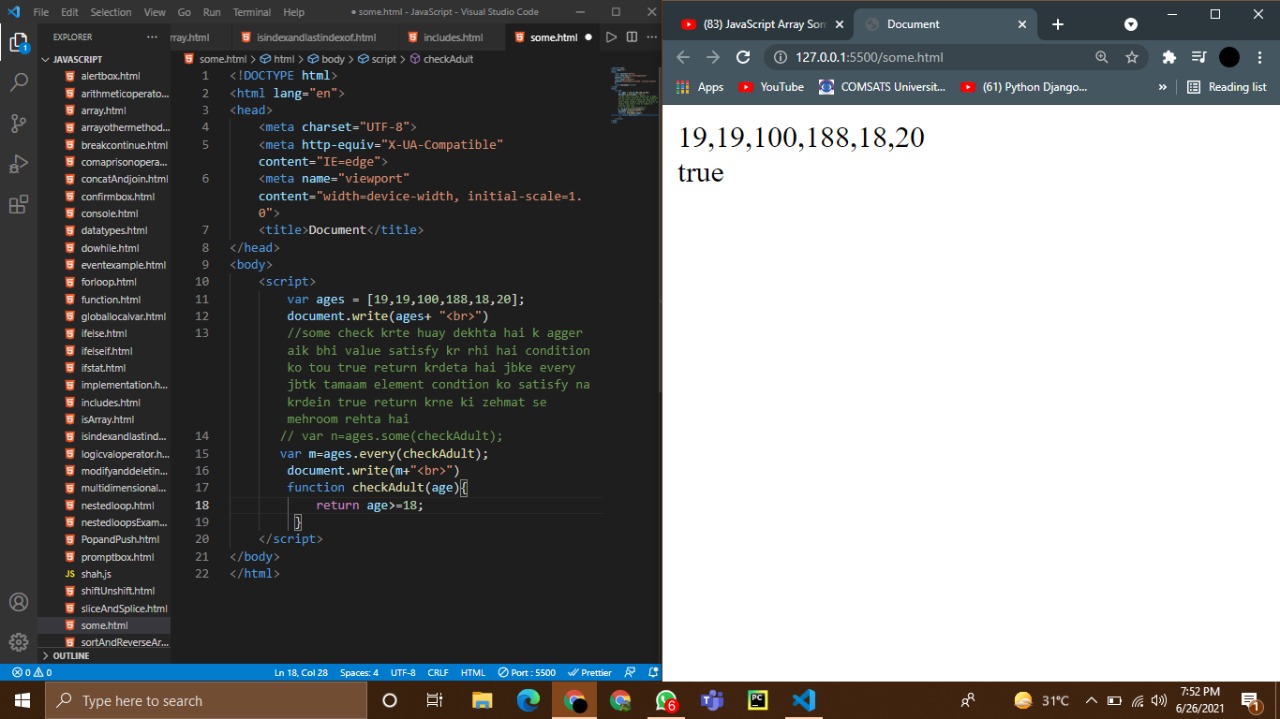 File Edit Selection View Go Run Terminal Help ● some.html - JavaScript - Visual Studio Code
EXPLORER ···
JAVASCRIPT
alertbox.html
arithmeticoperato...
array.html
arrayothermethod...
breakcontinue.html
comaprisonopera...
concatAndjoin.html
confirmbox.html
console.html
datatypes.html
dowhile.html
eventexample.html
forloop.html
function.html
globallocalvar.html
ifelse.html
ifelseif.html
ifstat.html
implementation.h...
includes.html
isArray.html
isindexandlastind...
logicvaloperator.h...
modifyanddeletin...
multidimensional...
nestedloop.html
nestedloopsExam...
PopandPush.html
promptbox.html
JS shah.js
shiftUnshift.html
sliceAndSplice.html
some.html
sortAndReverseAr...
OUTLINE
rray.html isindexandlastindexof.html includes.html some.html ●
some.html > html > body > script > checkAdult
1 <!DOCTYPE html>
2 <html lang="en">
3 <head>
4 <meta charset="UTF-8">
5 <meta http-equiv="X-UA-Compatible"
content="IE=edge">
6 <meta name="viewport"
content="width=device-width, initial-scale=1.
0">
7 <title>Document</title>
8 </head>
9 <body>
10 <script>
11 var ages = [19,19,100,188,18,20];
12 document.write(ages+ "<br>")
13 //some check krte huay dekhta hai k agger
aik bhi value satisfy kr rhi hai condition
ko tou true return krdeta hai jbke every
jbtk tamaam element condtion ko satisfy na
krdein true return krne ki zehmat se
mehroom rehta hai
14 // var n=ages.some(checkAdult);
15 var m=ages.every(checkAdult);
16 document.write(m+"<br>")
17 function checkAdult(age){
18 return age>=18;
19 }
20 </script>
21 </body>
22 </html>
0 0 Ln 18, Col 28 Spaces: 4 UTF-8 CRLF HTML Port : 5500 Prettier
(83) JavaScript Array Som Document
127.0.0.1:5500/some.html
Apps YouTube COMSATS Universit... (61) Python Django... » Reading list
19,19,100,188,18,20
true
Type here to search
6
31°C
7:52 PM
6/26/2021
1